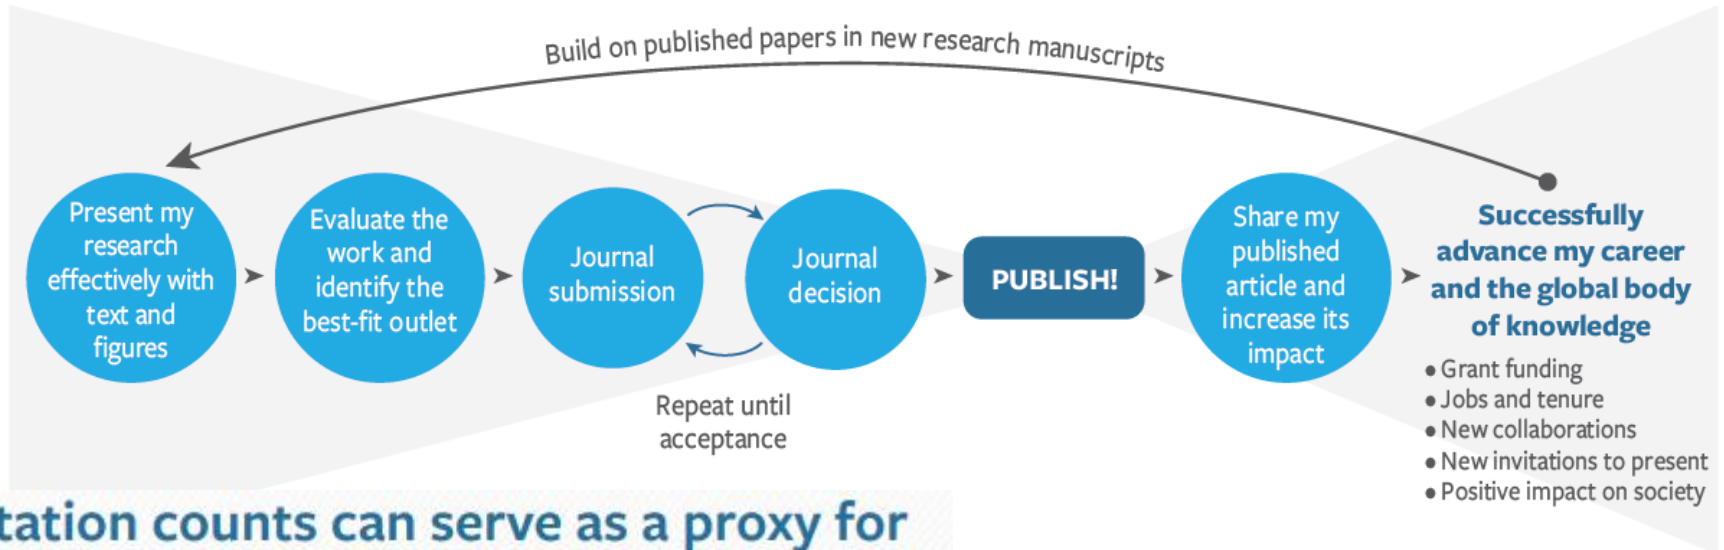 Build on published papers in new research manuscripts
Present my
research
effectively with
text and
figures
Evaluate the
work and
identify the
best-fit outlet
Journal
submission
Journal
decision
Repeat until
acceptance
PUBLISH!
Share my
published
article and
increase its
impact
Successfully
advance my career
and the global body
of knowledge
• Grant funding
• Jobs and tenure
• New collaborations
• New invitations to present
• Positive impact on society
counts can serve as a proxy for